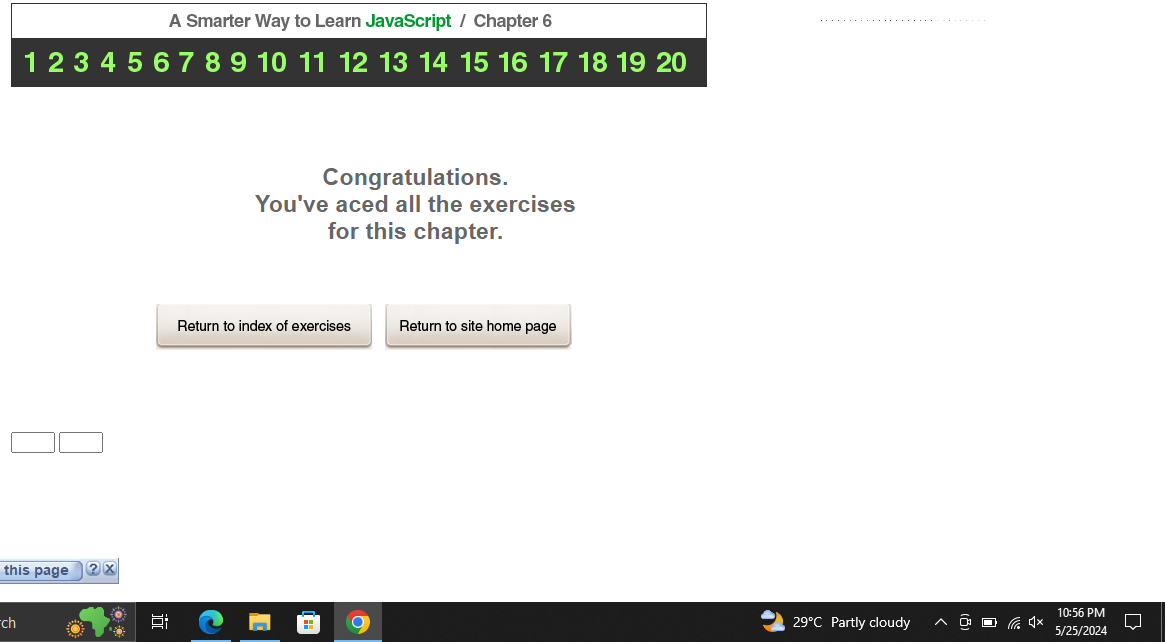 A Smarter Way to Learn JavaScript / Chapter 6
1 2 3 4 5 6 7 8 9 10 11 12 13 14 15 16 17 18 19 20
Congratulations.
You've aced all the exercises
for this chapter.
Return to index of exercises
Return to site home page
this page ? X
rch
29°C Partly cloudy
10:56 PM
5/25/2024